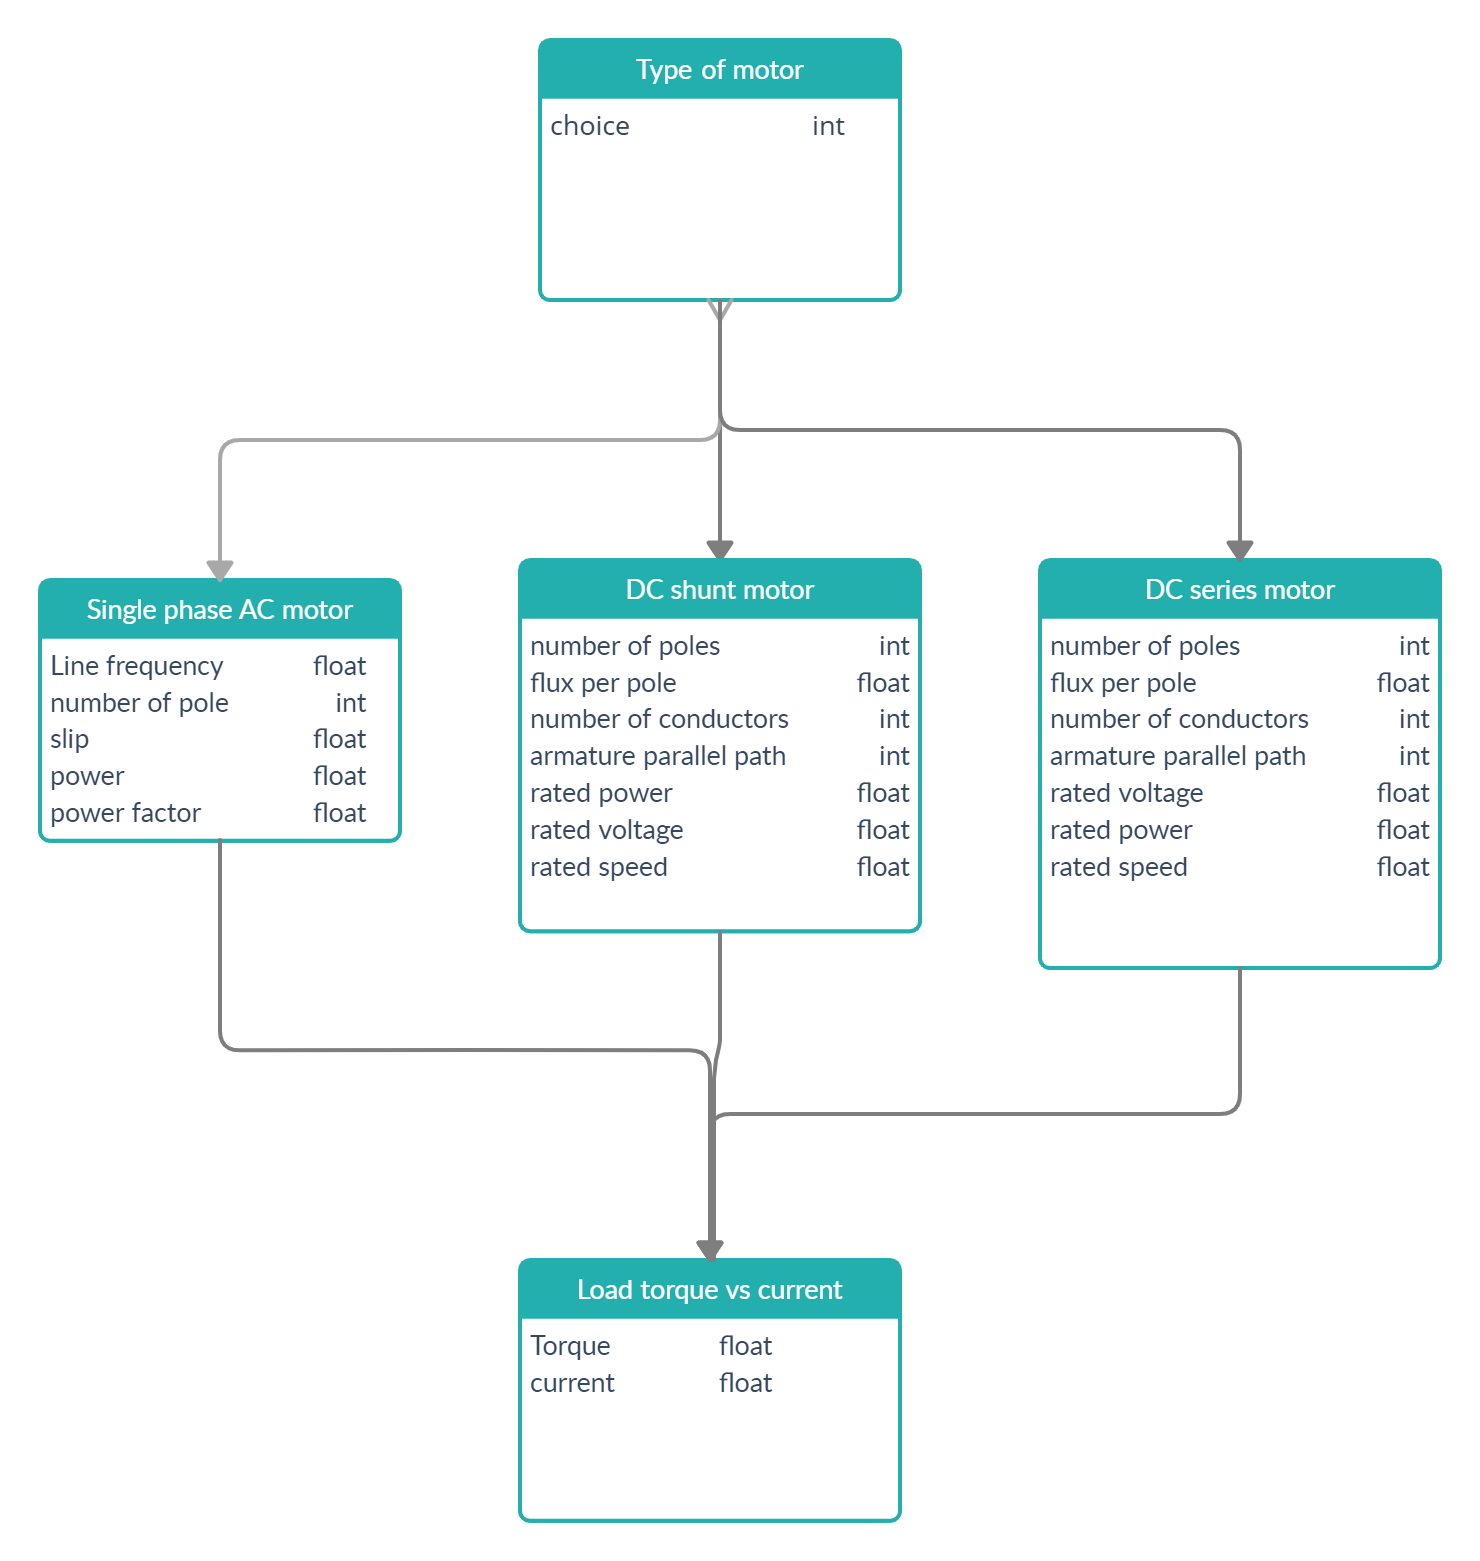 Type of motor
choice int
Single phase AC motor
Line frequency float
number of pole int
slip float
power float
power factor float
DC shunt motor
number of poles int
flux per pole float
number of conductors int
armature parallel path int
rated power float
rated voltage float
rated speed float
DC series motor
number of poles int
flux per pole float
number of conductors int
armature parallel path int
rated voltage float
rated power float
rated speed float
Load torque vs current
Torque float
current float